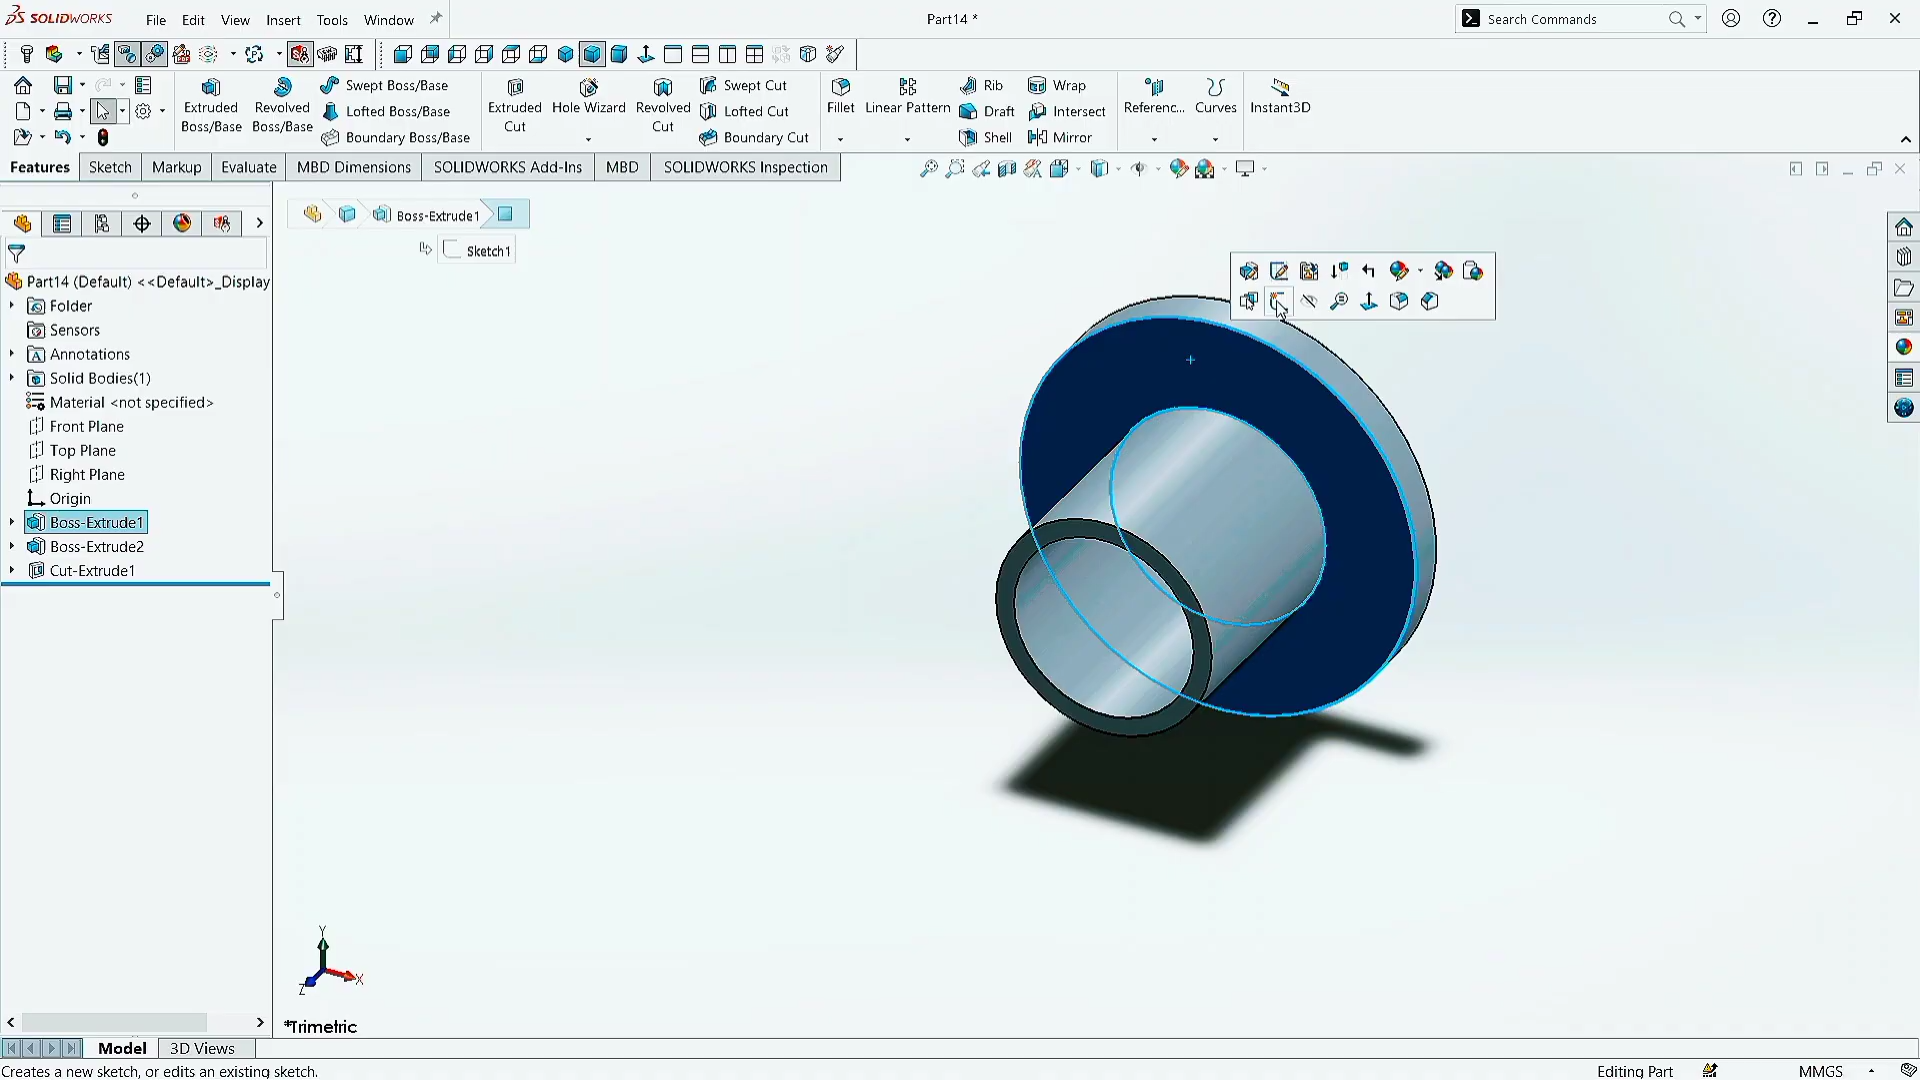 SOLIDWORKS File Edit View Insert Tools Window Part14 * Search Commands
Extruded Boss/Base
Revolved Boss/Base
Swept Boss/Base
Lofted Boss/Base
Boundary Boss/Base
Extruded Cut
Hole Wizard
Revolved Cut
Swept Cut
Lofted Cut
Boundary Cut
Fillet
Linear Pattern
Rib
Draft
Shell
Wrap
Intersect
Mirror
Referenc...
Curves
Instant3D
Features Sketch Markup Evaluate MBD Dimensions SOLIDWORKS Add-Ins MBD SOLIDWORKS Inspection
Boss-Extrude1
Sketch1
Part14 (Default) <<Default>_Display
Folder
Sensors
Annotations
Solid Bodies(1)
Material <not specified>
Front Plane
Top Plane
Right Plane
Origin
Boss-Extrude1
Boss-Extrude2
Cut-Extrude1
Y
X
Z
*Trimetric
Model 3D Views
Creates a new sketch, or edits an existing sketch. Editing Part MMGS